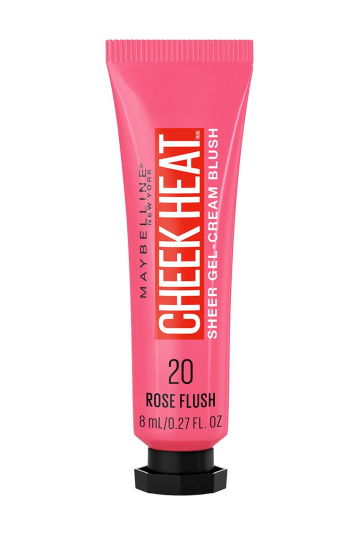 MAYBELLINE®
NEW YORK
CHEEK HEAT
SHEER GEL-CREAM BLUSH
20
ROSE FLUSH
8 mL/0.27 FL. OZ